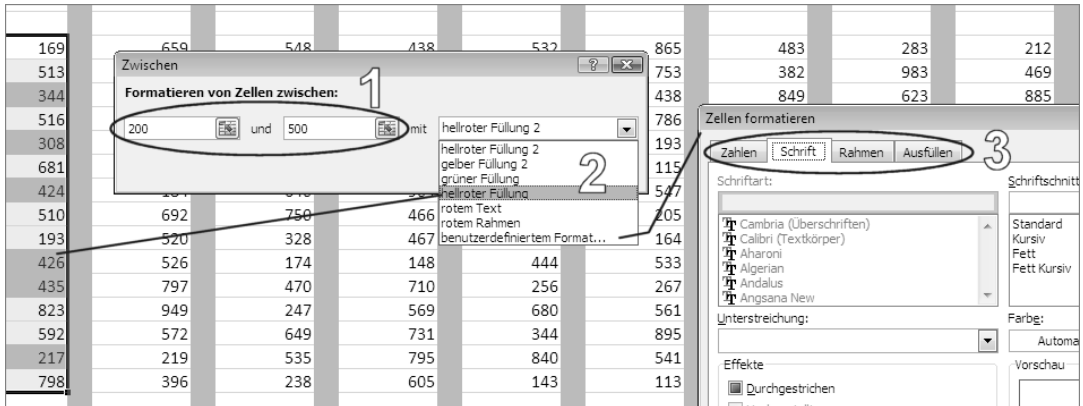 169 659 548 438 532 865 483 283 212
513 753 382 983 469
344 438 849 623 885
516 786
308 193
681 115
424 547
510 692 750 466 205
193 520 328 467 164
426 526 174 148 444 533
435 797 470 710 256 267
823 949 247 569 680 561
592 572 649 731 344 895
217 219 535 795 840 541
798 396 238 605 143 113
Zwischen
1
Formatieren von Zellen zwischen:
200 und 500 mit hellroter Füllung 2
hellroter Füllung 2
gelber Füllung 2
grüner Füllung
hellroter Füllung
rotem Text
rotem Rahmen
benutzerdefiniertem Format...
2
Zellen formatieren
Zahlen Schrift Rahmen Ausfüllen
3
Schriftart: Schriftschnitt
Cambria (Überschriften)
Calibri (Textkörper)
Aharoni
Algerian
Andalus
Angsana New
Standard
Kursiv
Fett
Fett Kursiv
Unterstreichung: Farbe:
Automa
Effekte Vorschau
Durchgestrichen